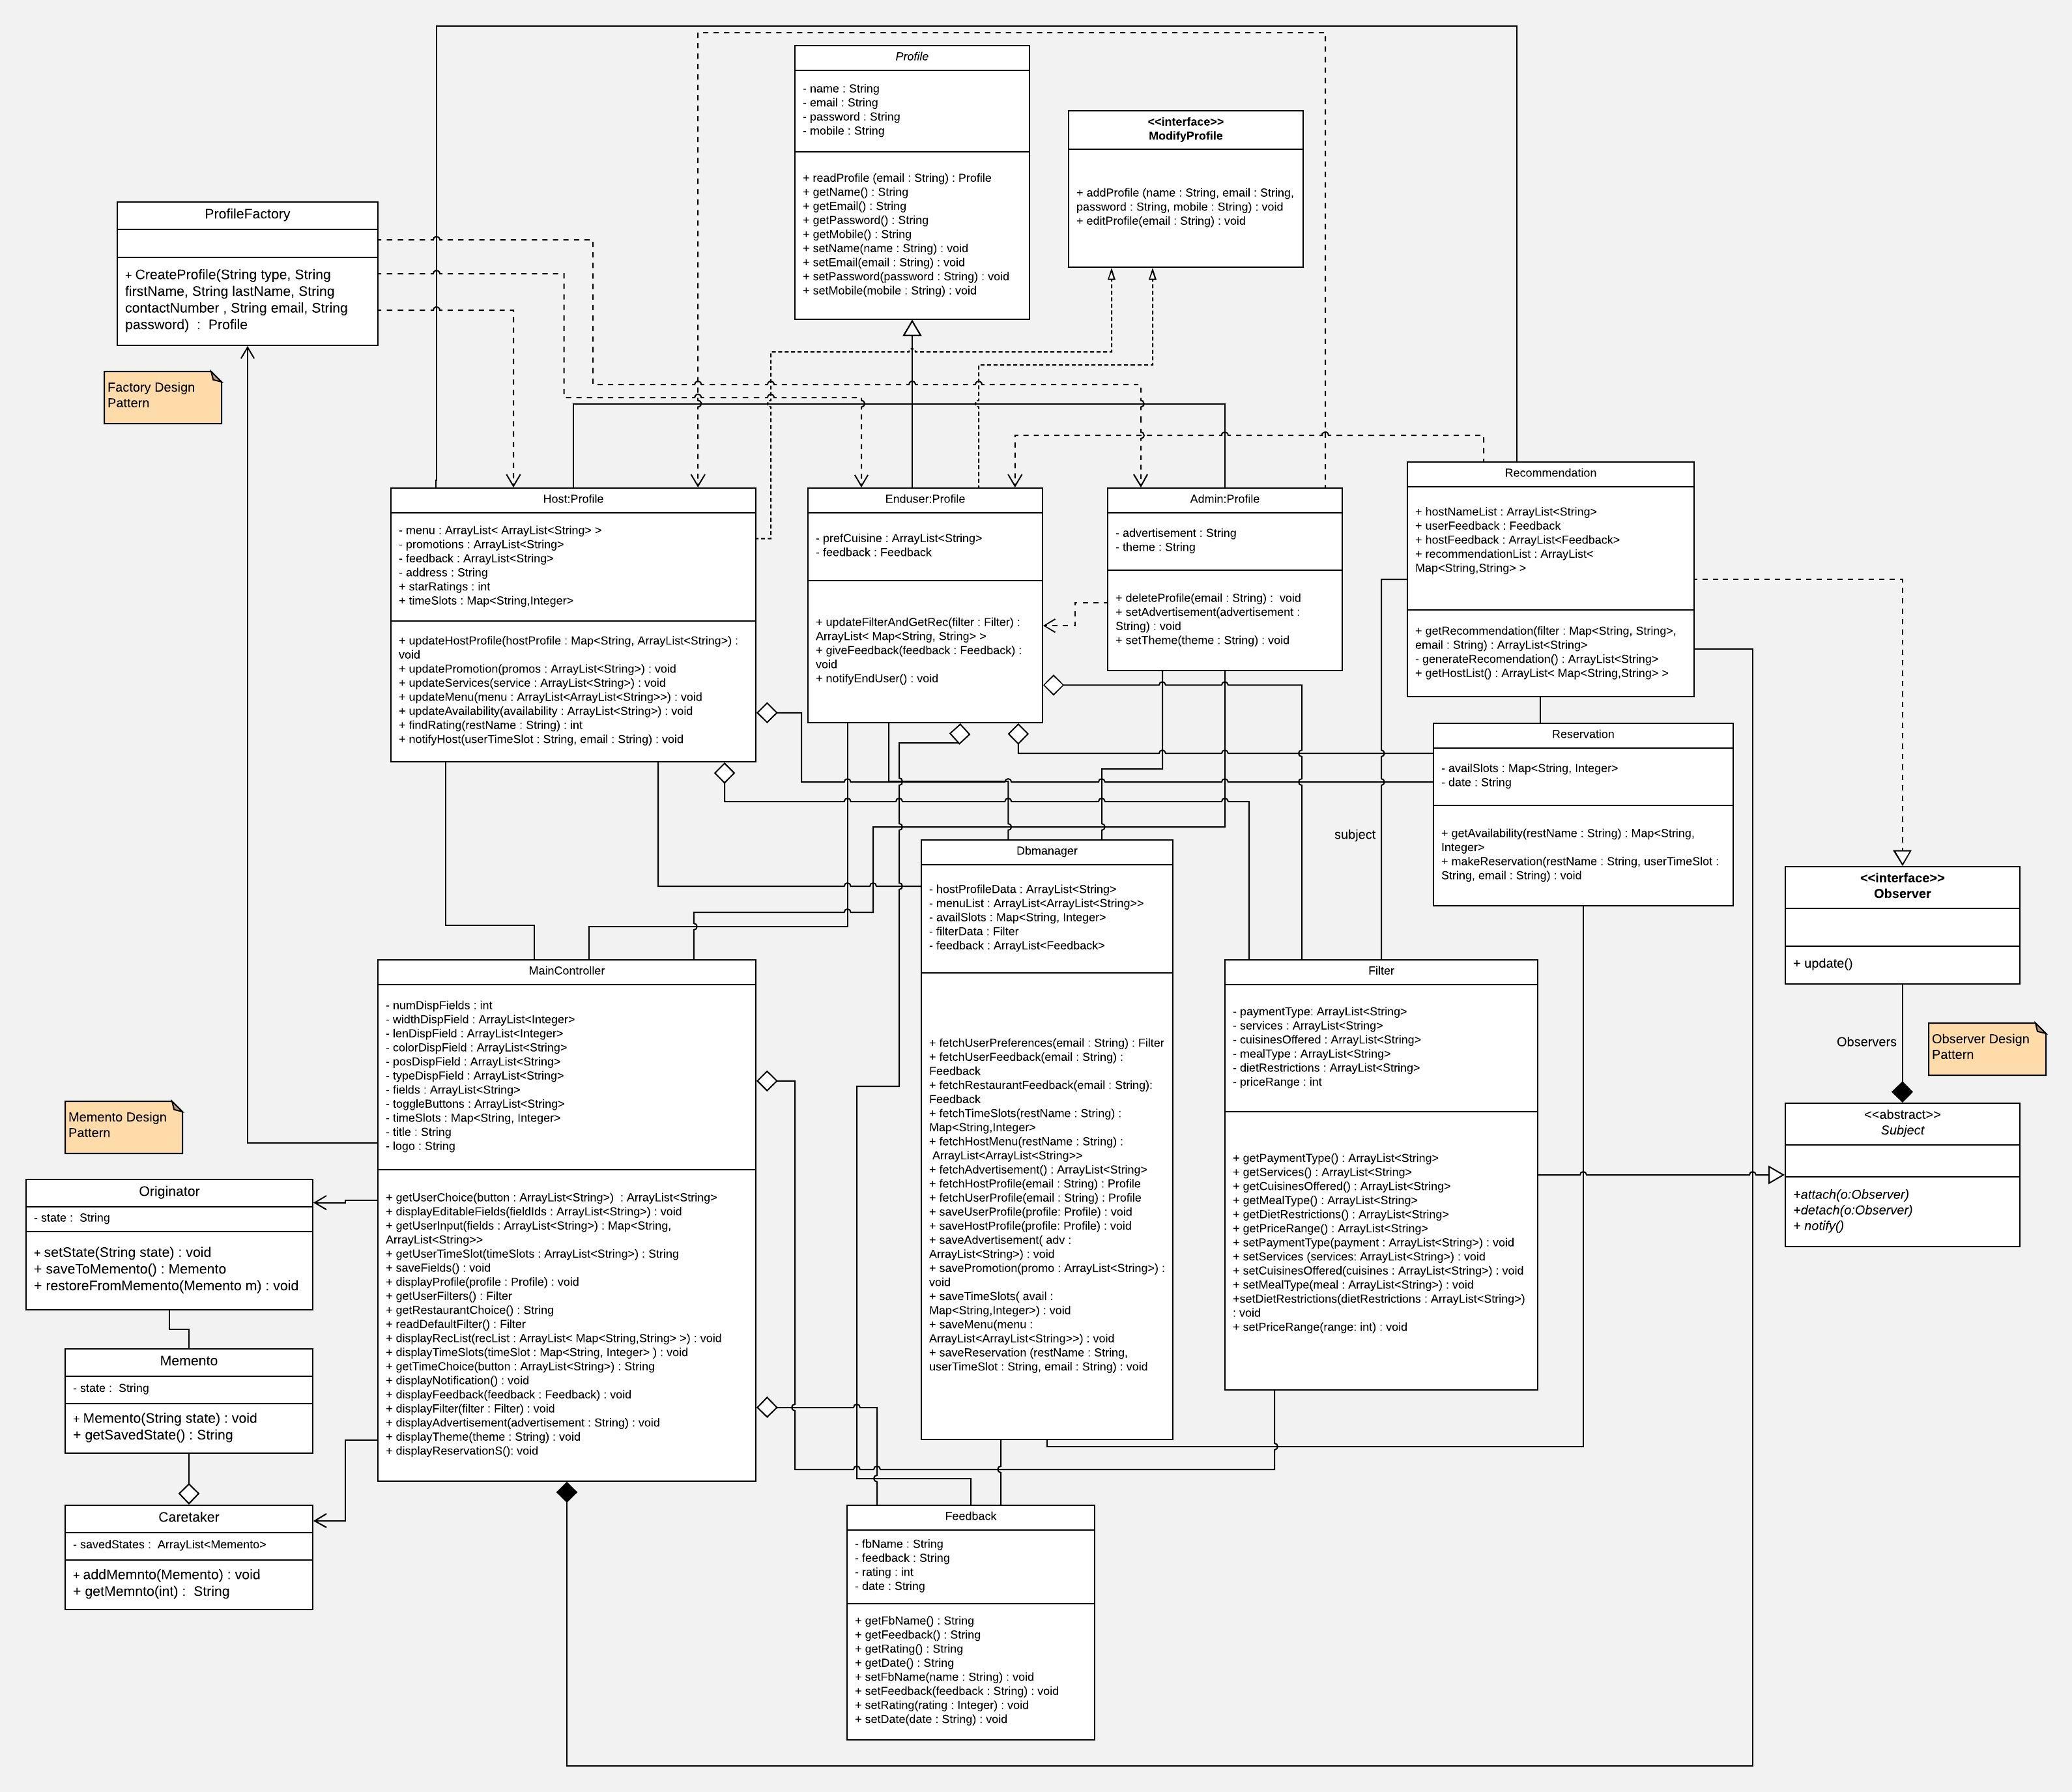 Profile
- name : String
- email : String
- password : String
- mobile : String
+ readProfile (email : String) : Profile
+ getName() : String
+ getEmail() : String
+ getPassword() : String
+ getMobile() : String
+ setName(name : String) : void
+ setEmail(email : String) : void
+ setPassword(password : String) : void
+ setMobile(mobile : String) : void
<<interface>>
ModifyProfile
+ addProfile (name : String, email : String,
password : String, mobile : String) : void
+ editProfile(email : String) : void
ProfileFactory
+ CreateProfile(String type, String
firstName, String lastName, String
contactNumber , String email, String
password)  :  Profile
Factory Design
Pattern
Host:Profile
- menu : ArrayList< ArrayList<String> >
- promotions : ArrayList<String>
- feedback : ArrayList<String>
- address : String
+ starRatings : int
+ timeSlots : Map<String,Integer>
+ updateHostProfile(hostProfile : Map<String, ArrayList<String>) :
void
+ updatePromotion(promos : ArrayList<String>) : void
+ updateServices(service : ArrayList<String>) : void
+ updateMenu(menu : ArrayList<ArrayList<String>>) : void
+ updateAvailability(availability : ArrayList<String>) : void
+ findRating(restName : String) : int
+ notifyHost(userTimeSlot : String, email : String) : void
Enduser:Profile
- prefCuisine : ArrayList<String>
- feedback : Feedback
+ updateFilterAndGetRec(filter : Filter) :
ArrayList< Map<String, String> >
+ giveFeedback(feedback : Feedback) :
void
+ notifyEndUser() : void
Admin:Profile
- advertisement : String
- theme : String
+ deleteProfile(email : String) :  void
+ setAdvertisement(advertisement :
String) : void
+ setTheme(theme : String) : void
Recommendation
+ hostNameList : ArrayList<String>
+ userFeedback : Feedback
+ hostFeedback : ArrayList<Feedback>
+ recommendationList : ArrayList<
Map<String,String> >
+ getRecommendation(filter : Map<String, String>,
email : String) : ArrayList<String>
- generateRecomendation() : ArrayList<String>
+ getHostList() : ArrayList< Map<String,String> >
Reservation
- availSlots : Map<String, Integer>
- date : String
+ getAvailability(restName : String) : Map<String,
Integer>
+ makeReservation(restName : String, userTimeSlot :
String, email : String) : void
subject
<<interface>>
Observer
+ update()
Observers
Observer Design
Pattern
<<abstract>>
Subject
+attach(o:Observer)
+detach(o:Observer)
+ notify()
Dbmanager
- hostProfileData : ArrayList<String>
- menuList : ArrayList<ArrayList<String>>
- availSlots : Map<String, Integer>
- filterData : Filter
- feedback : ArrayList<Feedback>
+ fetchUserPreferences(email : String) : Filter
+ fetchUserFeedback(email : String) :
Feedback
+ fetchRestaurantFeedback(email : String):
Feedback
+ fetchTimeSlots(restName : String) :
Map<String,Integer>
+ fetchHostMenu(restName : String) :
ArrayList<ArrayList<String>>
+ fetchAdvertisement() : ArrayList<String>
+ fetchHostProfile(email : String) : Profile
+ fetchUserProfile(email : String) : Profile
+ saveUserProfile(profile: Profile) : void
+ saveHostProfile(profile: Profile) : void
+ saveAdvertisement( adv :
ArrayList<String>) : void
+ savePromotion(promo : ArrayList<String>) :
void
+ saveTimeSlots( avail :
Map<String,Integer>) : void
+ saveMenu(menu :
ArrayList<ArrayList<String>>) : void
+ saveReservation (restName : String,
userTimeSlot : String, email : String) : void
MainController
- numDispFields : int
- widthDispField : ArrayList<Integer>
- lenDispField : ArrayList<Integer>
- colorDispField : ArrayList<String>
- posDispField : ArrayList<String>
- typeDispField : ArrayList<String>
- fields : ArrayList<String>
- toggleButtons : ArrayList<String>
- timeSlots : Map<String, Integer>
- title : String
- logo : String
+ getUserChoice(button : ArrayList<String>)  : ArrayList<String>
+ displayEditableFields(fieldIds : ArrayList<String>) : void
+ getUserInput(fields : ArrayList<String>) : Map<String,
ArrayList<String>>
+ getUserTimeSlot(timeSlots : ArrayList<String>) : String
+ saveFields() : void
+ displayProfile(profile : Profile) : void
+ getUserFilters() : Filter
+ getRestaurantChoice() : String
+ readDefaultFilter() : Filter
+ displayRecList(recList : ArrayList< Map<String,String> >) : void
+ displayTimeSlots(timeSlot : Map<String, Integer> ) : void
+ getTimeChoice(button : ArrayList<String>) : String
+ displayNotification() : void
+ displayFeedback(feedback : Feedback) : void
+ displayFilter(filter : Filter) : void
+ displayAdvertisement(advertisement : String) : void
+ displayTheme(theme : String) : void
+ displayReservationS(): void
Filter
- paymentType: ArrayList<String>
- services : ArrayList<String>
- cuisinesOffered : ArrayList<String>
- mealType : ArrayList<String>
- dietRestrictions : ArrayList<String>
- priceRange : int
+ getPaymentType() : ArrayList<String>
+ getServices() : ArrayList<String>
+ getCuisinesOffered() : ArrayList<String>
+ getMealType() : ArrayList<String>
+ getDietRestrictions() : ArrayList<String>
+ getPriceRange() : ArrayList<String>
+ setPaymentType(payment : ArrayList<String>) : void
+ setServices (services: ArrayList<String>) : void
+ setCuisinesOffered(cuisines : ArrayList<String>) : void
+ setMealType(meal : ArrayList<String>) : void
+setDietRestrictions(dietRestrictions : ArrayList<String>)
: void
+ setPriceRange(range: int) : void
Memento Design
Pattern
Originator
- state :  String
+ setState(String state) : void
+ saveToMemento() : Memento
+ restoreFromMemento(Memento m) : void
Memento
- state :  String
+ Memento(String state) : void
+ getSavedState() : String
Caretaker
- savedStates :  ArrayList<Memento>
+ addMemnto(Memento) : void
+ getMemnto(int) :  String
Feedback
- fbName : String
- feedback : String
- rating : int
- date : String
+ getFbName() : String
+ getFeedback() : String
+ getRating() : String
+ getDate() : String
+ setFbName(name : String) : void
+ setFeedback(feedback : String) : void
+ setRating(rating : Integer) : void
+ setDate(date : String) : void